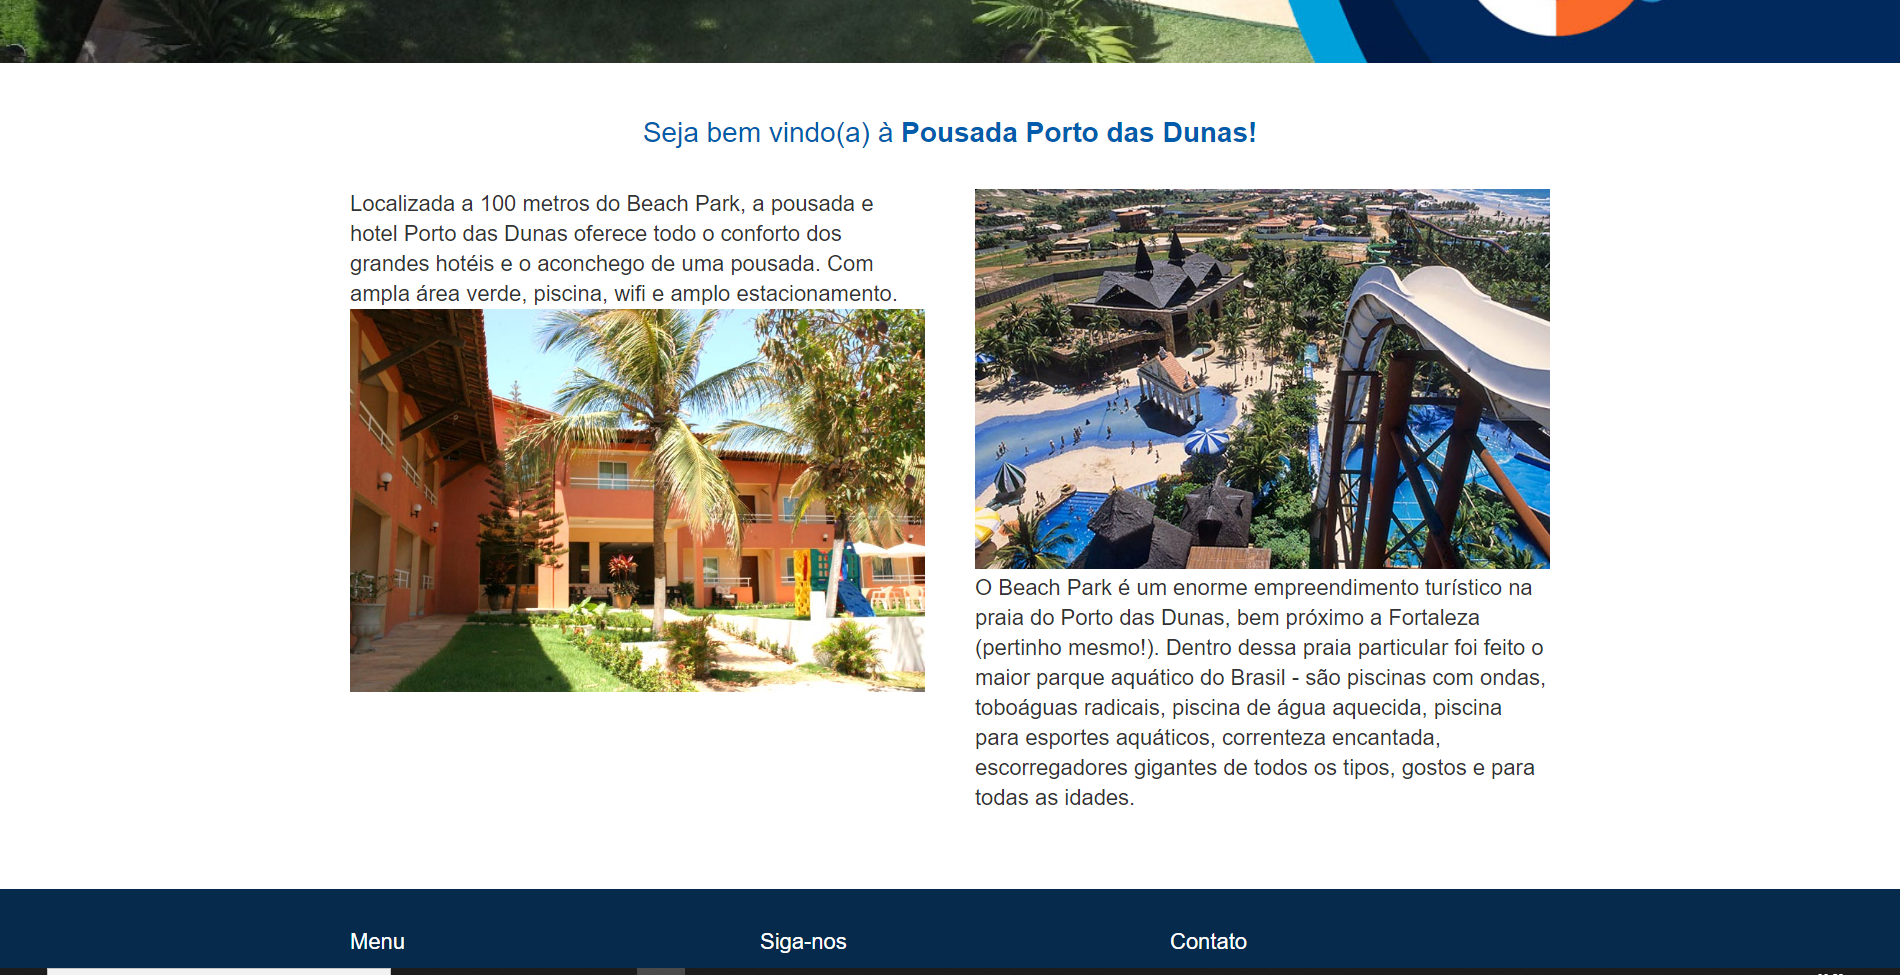 Seja bem vindo(a) à Pousada Porto das Dunas!
Localizada a 100 metros do Beach Park, a pousada e
hotel Porto das Dunas oferece todo o conforto dos
grandes hotéis e o aconchego de uma pousada. Com
ampla área verde, piscina, wifi e amplo estacionamento.
O Beach Park é um enorme empreendimento turístico na
praia do Porto das Dunas, bem próximo a Fortaleza
(pertinho mesmo!). Dentro dessa praia particular foi feito o
maior parque aquático do Brasil - são piscinas com ondas,
toboáguas radicais, piscina de água aquecida, piscina
para esportes aquáticos, correnteza encantada,
escorregadores gigantes de todos os tipos, gostos e para
todas as idades.
Menu
Siga-nos
Contato